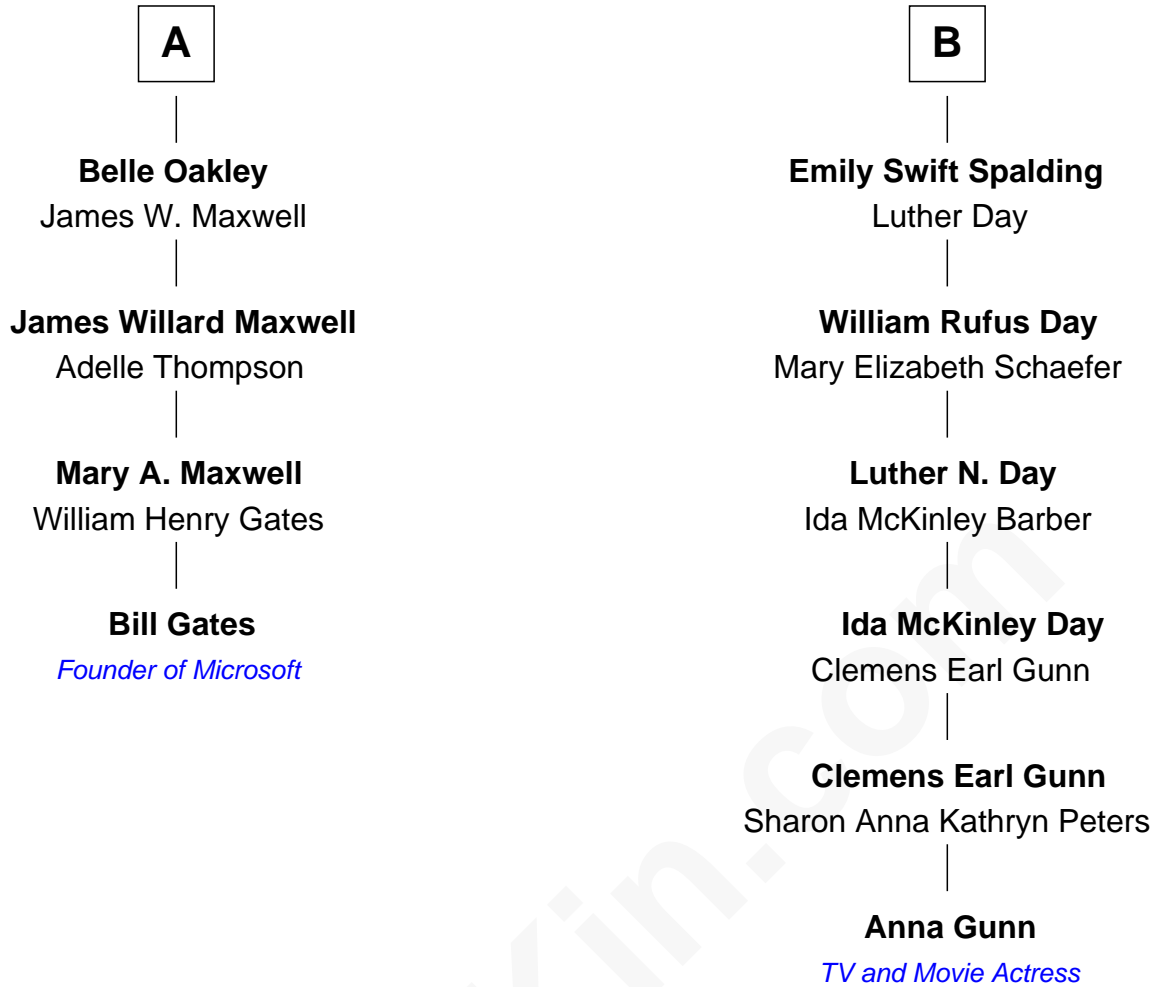 A
Belle Oakley
James W. Maxwell
James Willard Maxwell
Adelle Thompson
Mary A. Maxwell
William Henry Gates
Bill Gates
Founder of Microsoft
B
Emily Swift Spalding
Luther Day
William Rufus Day
Mary Elizabeth Schaefer
Luther N. Day
Ida McKinley Barber
Ida McKinley Day
Clemens Earl Gunn
Clemens Earl Gunn
Sharon Anna Kathryn Peters
Anna Gunn
TV and Movie Actress
Kin.com